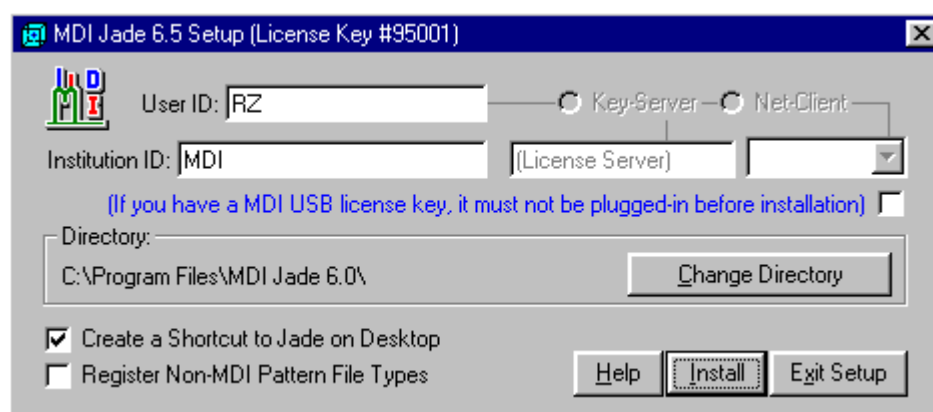 MDI Jade 6.5 Setup (License Key #95001)
MDI
User ID: RZ Key-Server Net-Client
Institution ID: MDI (License Server)
(If you have a MDI USB license key, it must not be plugged-in before installation)
Directory:
C:\Program Files\MDI Jade 6.0\ Change Directory
Create a Shortcut to Jade on Desktop
Register Non-MDI Pattern File Types
Help Install Exit Setup